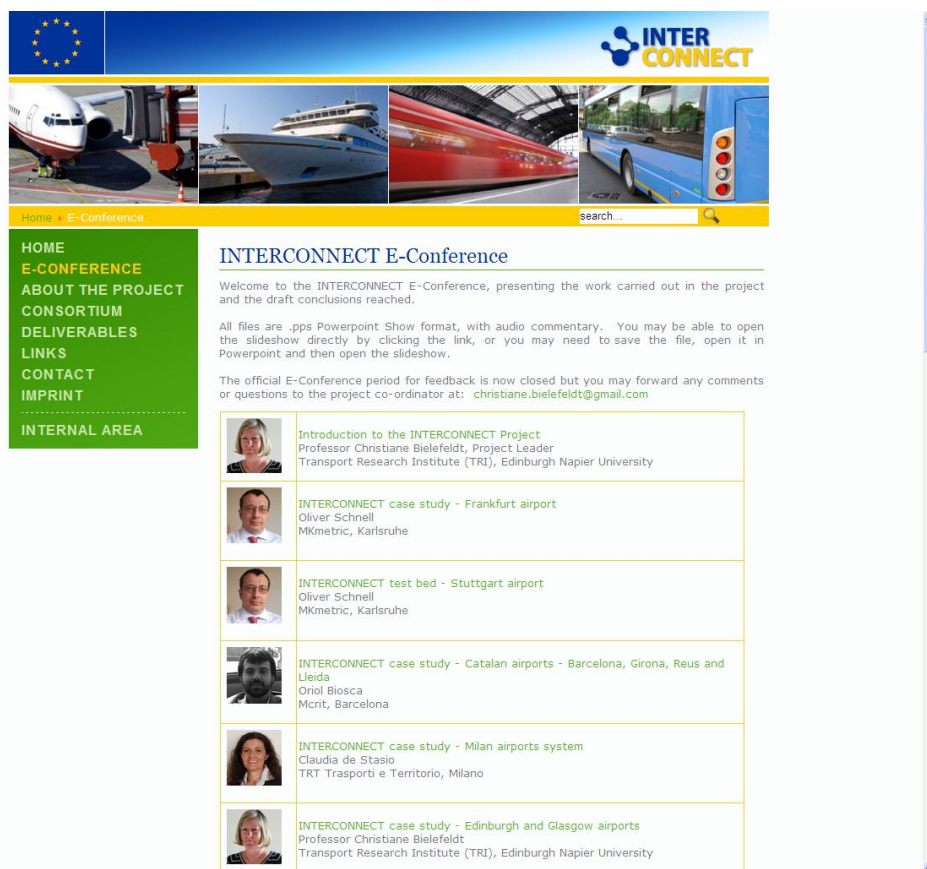 INTER
CONNECT
Home E-Conference
search...
HOME
E-CONFERENCE
ABOUT THE PROJECT
CONSORTIUM
DELIVERABLES
LINKS
CONTACT
IMPRINT
INTERNAL AREA
INTERCONNECT E-Conference
Welcome to the INTERCONNECT E-Conference, presenting the work carried out in the project
and the draft conclusions reached.
All files are .pps Powerpoint Show format, with audio commentary. You may be able to open
the slideshow directly by clicking the link, or you may need to save the file, open it in
Powerpoint and then open the slideshow.
The official E-Conference period for feedback is now closed but you may forward any comments
or questions to the project co-ordinator at: christiane.bielefeldt@gmail.com
Introduction to the INTERCONNECT Project
Professor Christiane Bielefeldt, Project Leader
Transport Research Institute (TRI), Edinburgh Napier University
INTERCONNECT case study - Frankfurt airport
Oliver Schnell
MKmetric, Karlsruhe
INTERCONNECT test bed - Stuttgart airport
Oliver Schnell
MKmetric, Karlsruhe
INTERCONNECT case study - Catalan airports - Barcelona, Girona, Reus and
Lleida
Oriol Biosca
Mcrit, Barcelona
INTERCONNECT case study - Milan airports system
Claudia de Stasio
TRT Trasporti e Territorio, Milano
INTERCONNECT case study - Edinburgh and Glasgow airports
Professor Christiane Bielefeldt
Transport Research Institute (TRI), Edinburgh Napier University